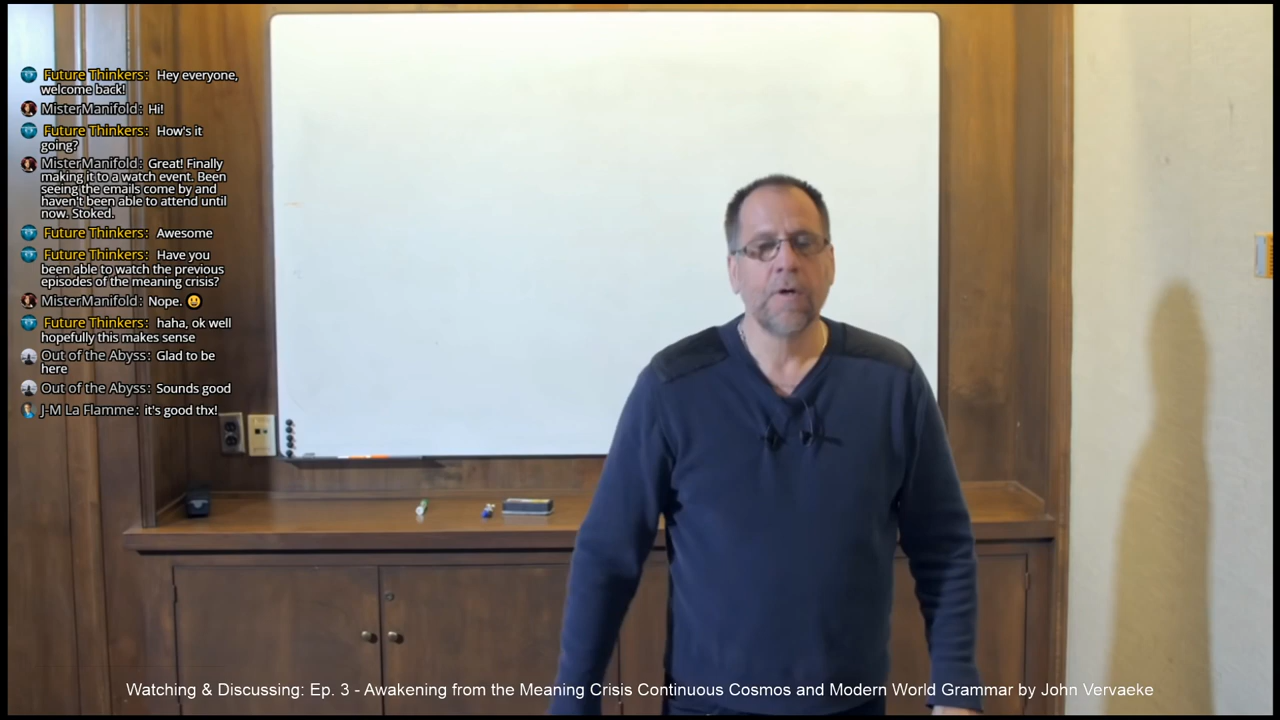 Future Thinkers: Hey everyone,
welcome back!
MisterManifold: Hi!
Future Thinkers: How's it
going?
MisterManifold: Great! Finally
making it to a watch event. Been
seeing the emails come by and
haven't been able to attend until
now. Stoked.
Future Thinkers: Awesome
Future Thinkers: Have you
been able to watch the previous
episodes of the meaning crisis?
MisterManifold: Nope. 😀
Future Thinkers: haha, ok well
hopefully this makes sense
Out of the Abyss: Glad to be
here
Out of the Abyss: Sounds good
J-M La Flamme: it's good thx!
Watching & Discussing: Ep. 3 - Awakening from the Meaning Crisis Continuous Cosmos and Modern World Grammar by John Vervaeke